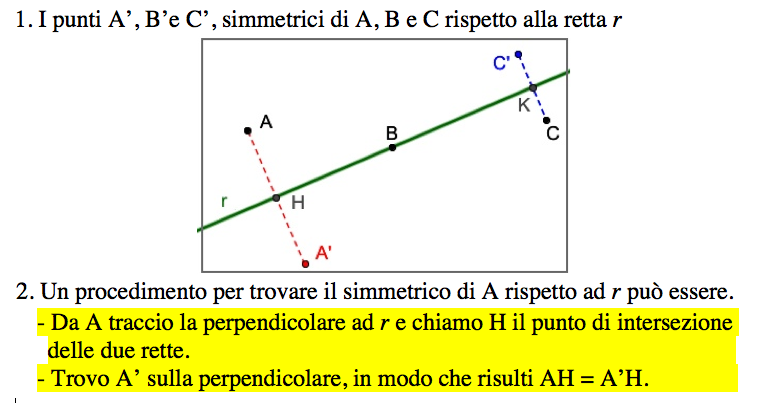 1. I punti A’, B’e C’, simmetrici di A, B e C rispetto alla retta r
C'
K
C
A
B
r
H
A'
2. Un procedimento per trovare il simmetrico di A rispetto ad r può essere.
- Da A traccio la perpendicolare ad r e chiamo H il punto di intersezione
delle due rette.
- Trovo A’ sulla perpendicolare, in modo che risulti AH = A’H.